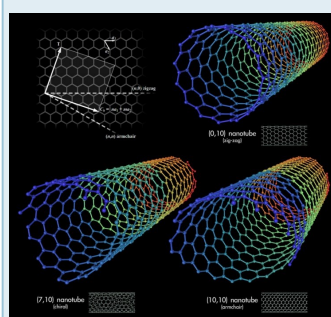 T
(n,0) zigzag
(n,n) armchair
(0,10) nanotube
(zig-zag)
(7,10) nanotube
(chiral)
(10,10) nanotube
(armchair)